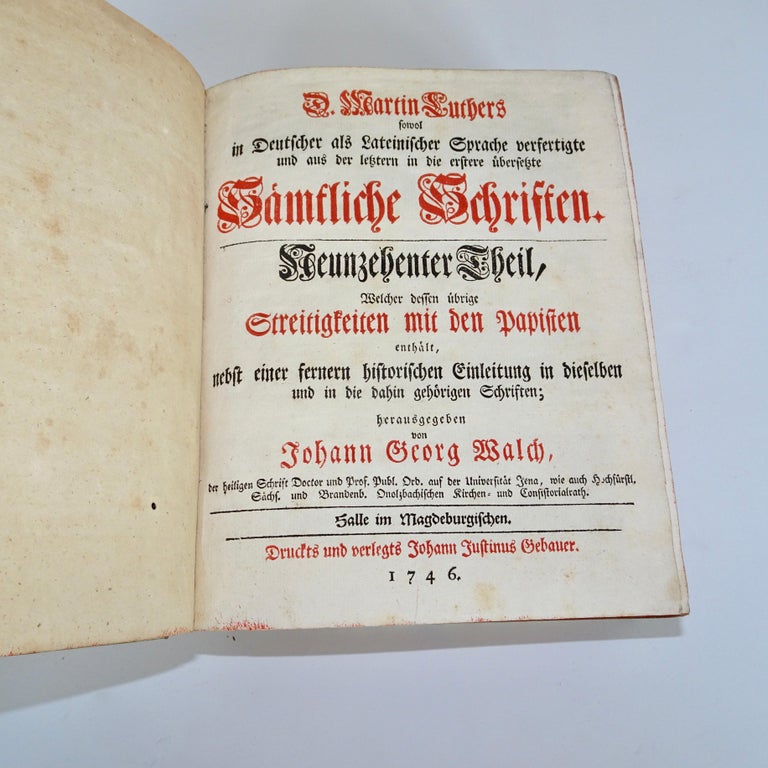 D. Martin Luthers
sowol
in Deutscher als Lateinischer Sprache verfertigte
und aus der letztern in die erstere übersetzte
Sämtliche Schriften.
Neunzehenter Theil,
Welcher dessen übrige
Streitigkeiten mit den Papisten
enthält,
nebst einer fernern historischen Einleitung in dieselben
und in die dahin gehörigen Schriften;
herausgegeben
von
Johann Georg Walch,
der heiligen Schrift Doctor und Prof. Publ. Ord. auf der Universität Jena, wie auch Hochfürstl.
Sächs. und Brandenb. Onolzbachischen Kirchen- und Consistorialrath.
Halle im Magdeburgischen.
Druckts und verlegts Johann Justinus Gebauer.
1746.